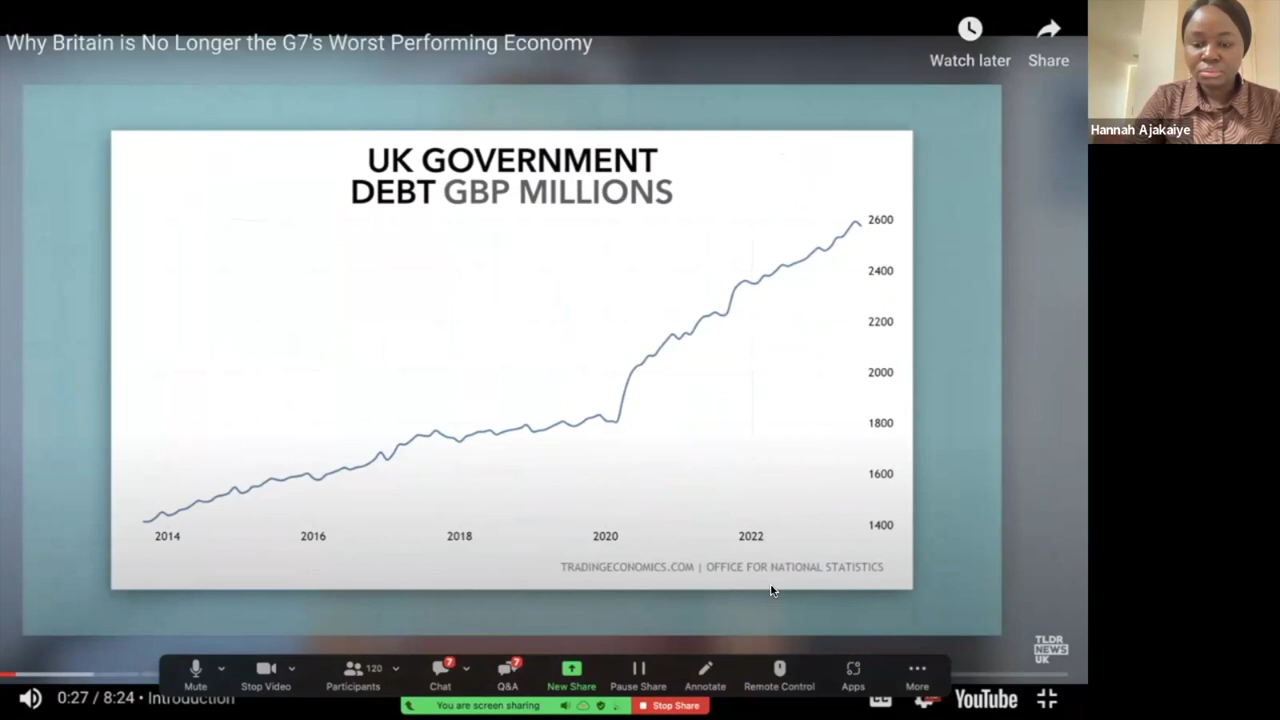 Why Britain is No Longer the G7's Worst Performing Economy
Watch later
Share
Hannah Ajakaiye
UK GOVERNMENT
DEBT GBP MILLIONS
2600
2400
2200
2000
1800
1600
1400
2014 2016 2018 2020 2022
TRADINGECONOMICS.COM | OFFICE FOR NATIONAL STATISTICS
TLDR
NEWS
UK
120
7
7
Mute
Stop Video
Participants
Chat
Q&A
New Share
Pause Share
Annotate
Remote Control
Apps
More
0:27 / 8:24 • Introduction
YouTube
You are screen sharing
Stop Share